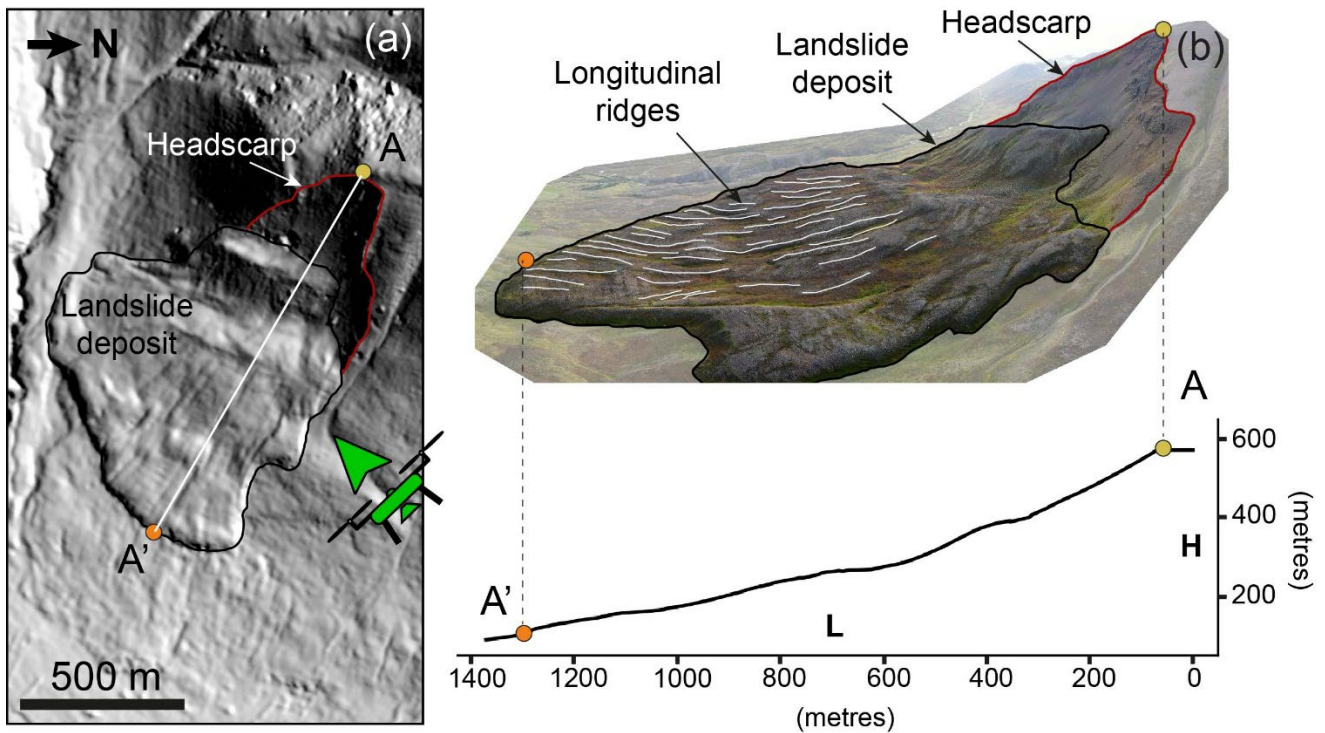 N
(a)
Headscarp
A
Landslide
deposit
A'
500 m
(b)
Headscarp
Landslide
deposit
Longitudinal
ridges
A
600
400
200
(metres)
H
A'
L
1400 1200 1000 800 600 400 200 0
(metres)